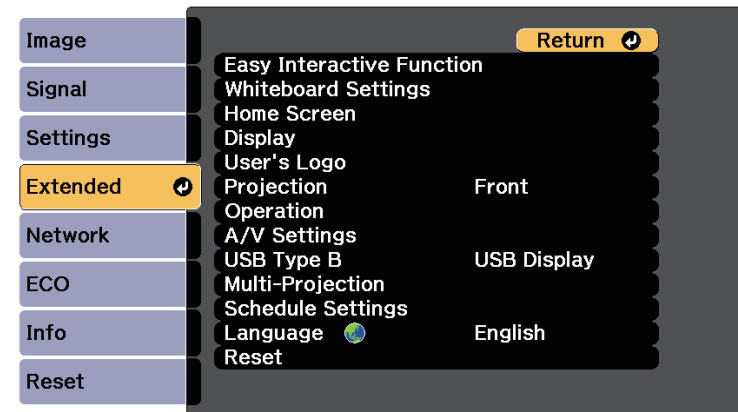 Image
Signal
Settings
Extended
Network
ECO
Info
Reset
Return
Easy Interactive Function
Whiteboard Settings
Home Screen
Display
User's Logo
Projection Front
Operation
A/V Settings
USB Type B USB Display
Multi-Projection
Schedule Settings
Language English
Reset